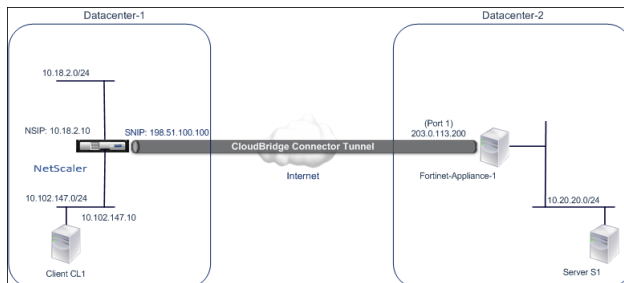 Datacenter-1
Datacenter-2
10.18.2.0/24
NSIP: 10.18.2.10
SNIP: 198.51.100.100
(Port 1)
203.0.113.200
CloudBridge Connector Tunnel
NetScaler
Internet
Fortinet-Appliance-1
10.102.147.0/24
10.102.147.10
10.20.20.0/24
Client CL1
Server S1